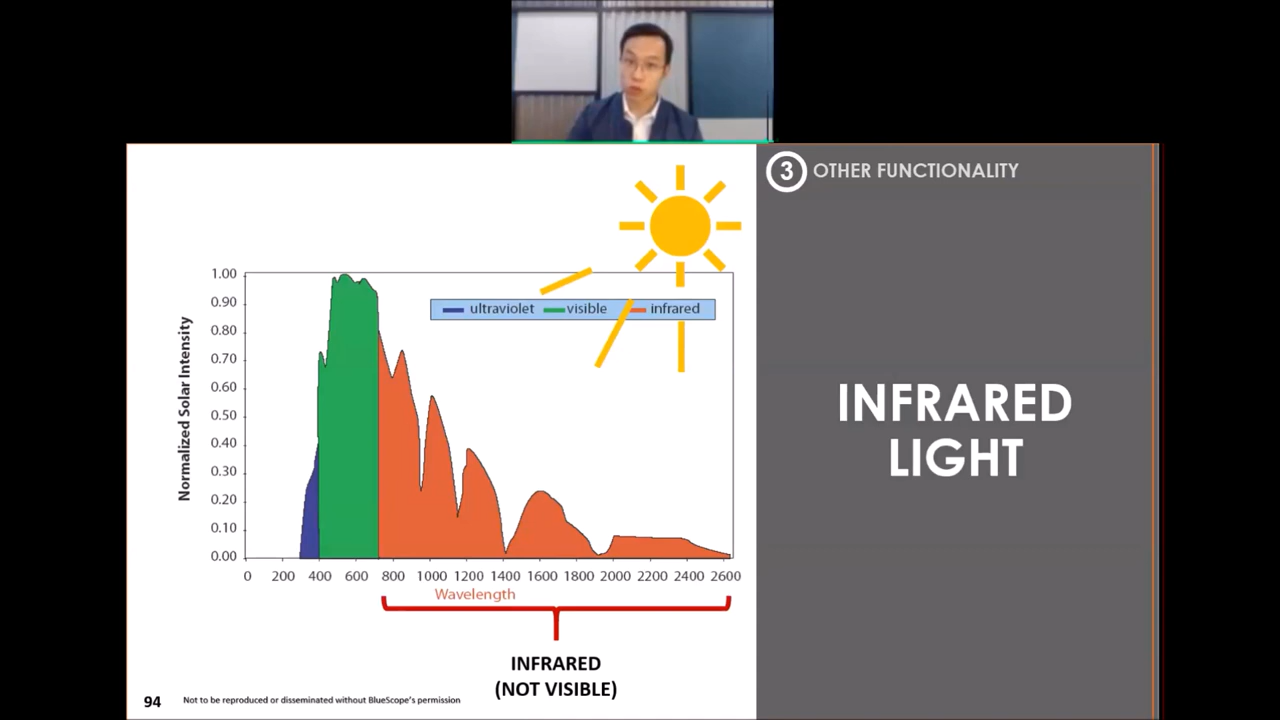 3 OTHER FUNCTIONALITY
INFRARED
LIGHT
ultraviolet visible infrared
Normalized Solar Intensity
1.00
0.90
0.80
0.70
0.60
0.50
0.40
0.30
0.20
0.10
0.00
0 200 400 600 800 1000 1200 1400 1600 1800 2000 2200 2400 2600
Wavelength
INFRARED
(NOT VISIBLE)
94 Not to be reproduced or disseminated without BlueScope's permission